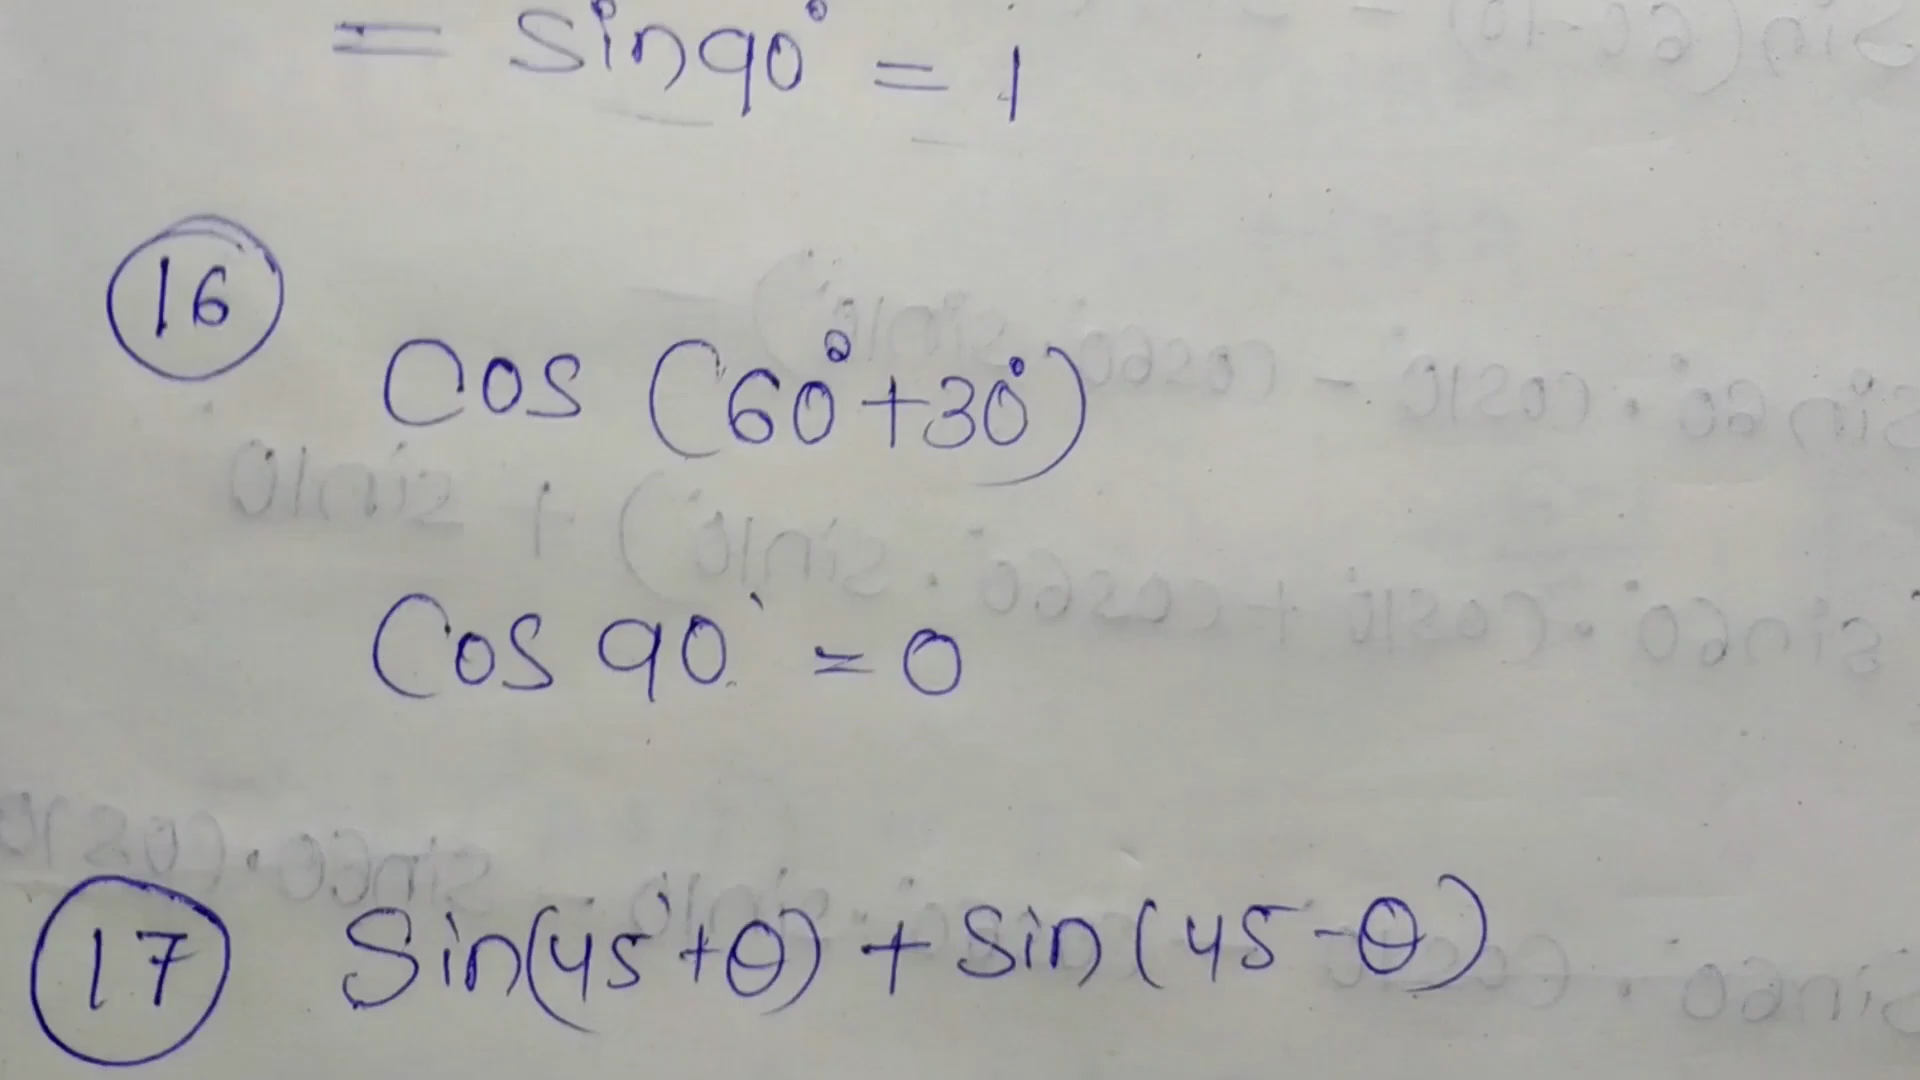 = Sin90° = 1
16
Cos (60°+30°)
Cos 90° = 0
17 Sin(45°+θ) + Sin(45-θ)